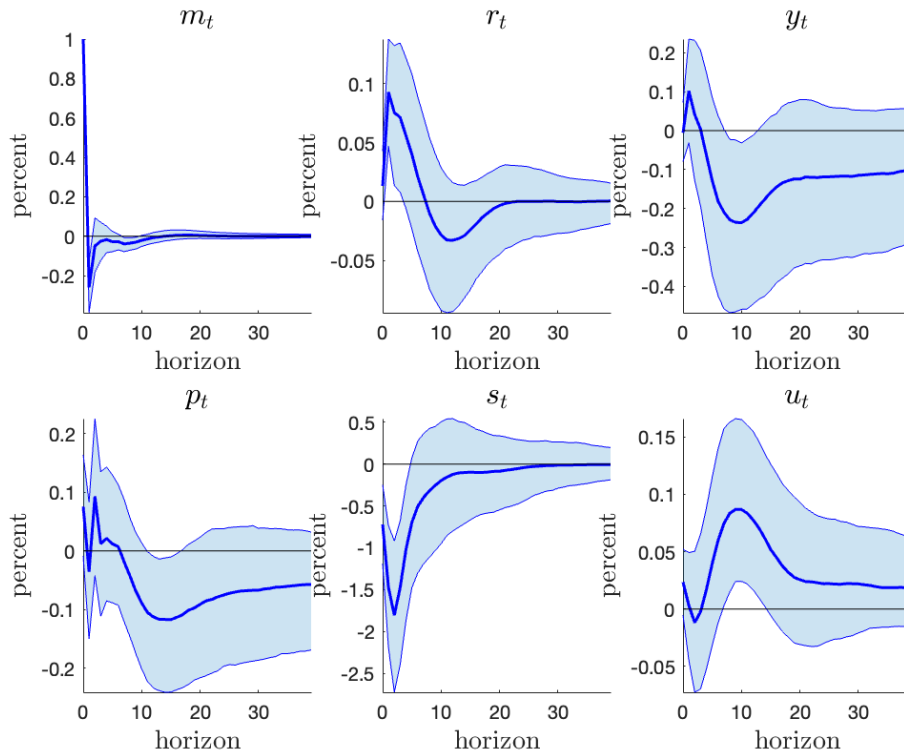 m_t
percent
1
0.8
0.6
0.4
0.2
0
-0.2
0 10 20 30
horizon
r_t
percent
0.1
0.05
0
-0.05
0 10 20 30
horizon
y_t
percent
0.2
0.1
0
-0.1
-0.2
-0.3
-0.4
0 10 20 30
horizon
p_t
percent
0.2
0.1
0
-0.1
-0.2
0 10 20 30
horizon
s_t
percent
0.5
0
-0.5
-1
-1.5
-2
-2.5
0 10 20 30
horizon
u_t
percent
0.15
0.1
0.05
0
-0.05
0 10 20 30
horizon